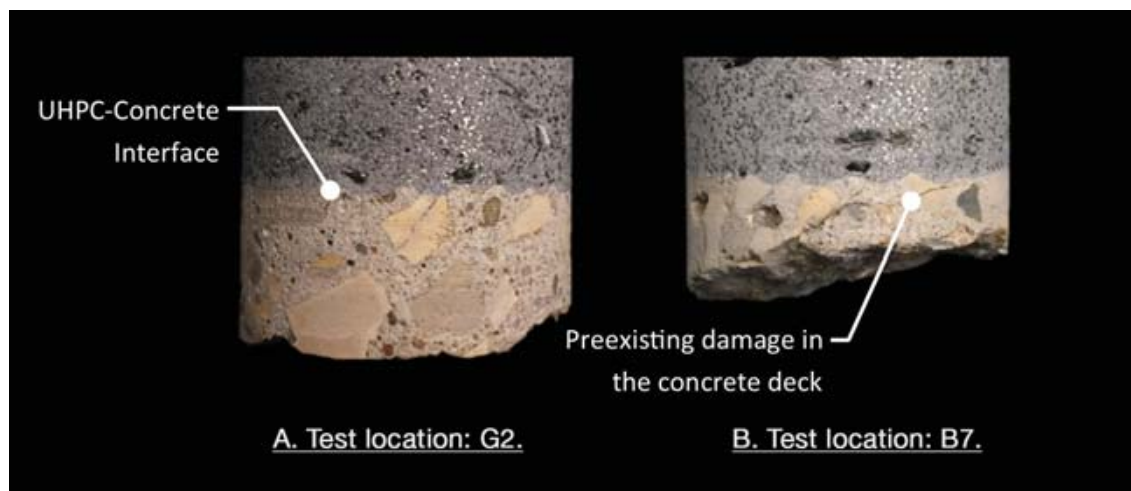 UHPC-Concrete
Interface
Preexisting damage in
the concrete deck
A. Test location: G2.
B. Test location: B7.